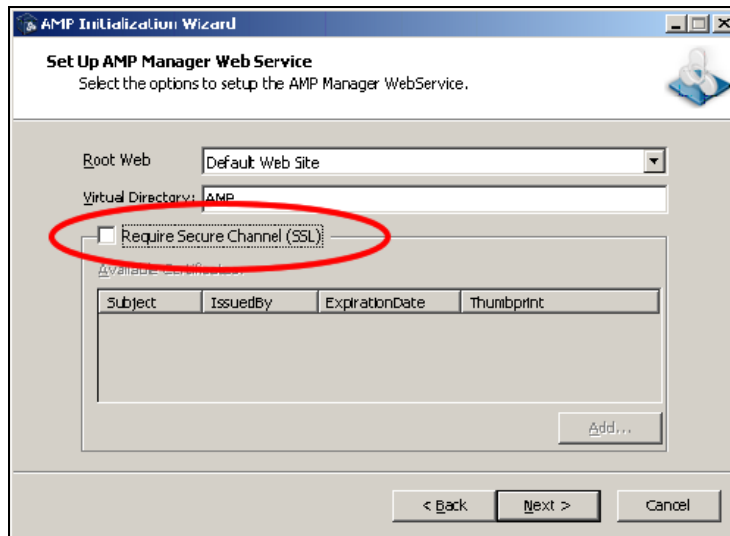 AMP Initialization Wizard
Set Up AMP Manager Web Service
Select the options to setup the AMP Manager WebService.
Root Web Default Web Site
Virtual Directory: AMP
Require Secure Channel (SSL)
Available Certificates:
Subject IssuedBy ExpirationDate Thumbprint
Add...
< Back Next > Cancel